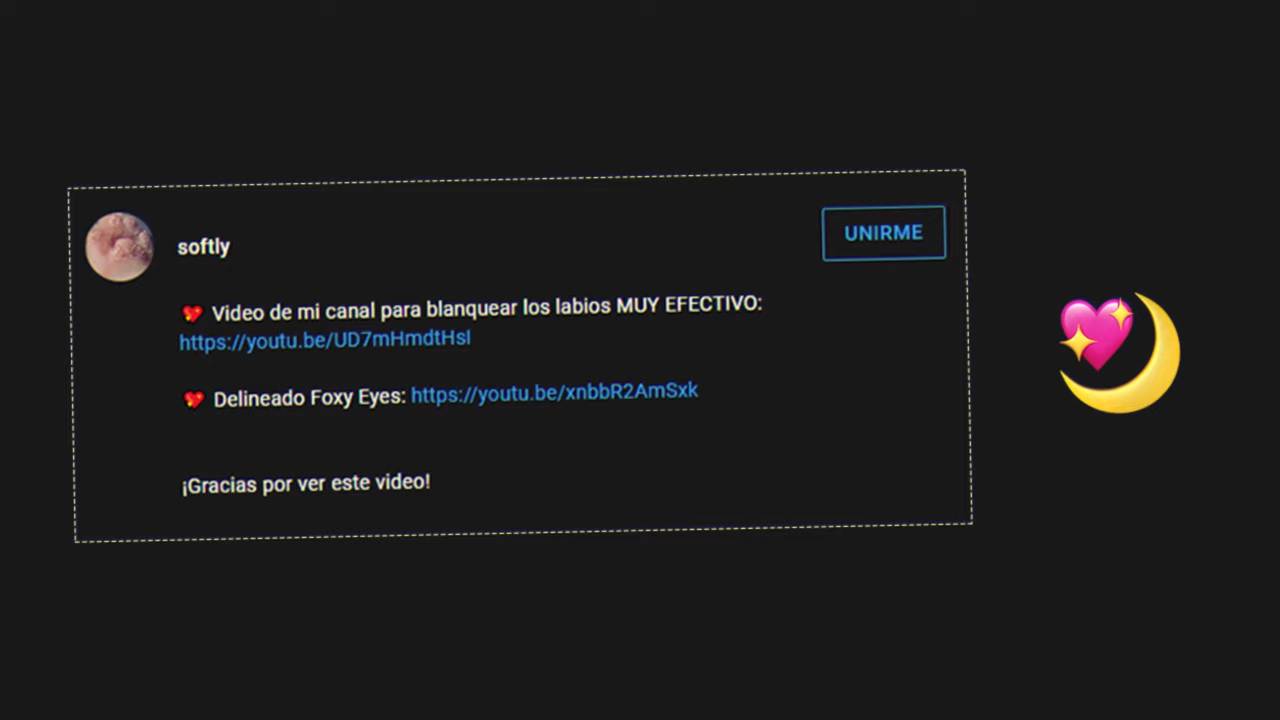 softly
UNIRME
💖 Video de mi canal para blanquear los labios MUY EFECTIVO:
https://youtu.be/UD7mHmdtHsI
💖 Delineado Foxy Eyes: https://youtu.be/xnbbR2AmSxk
¡Gracias por ver este video!